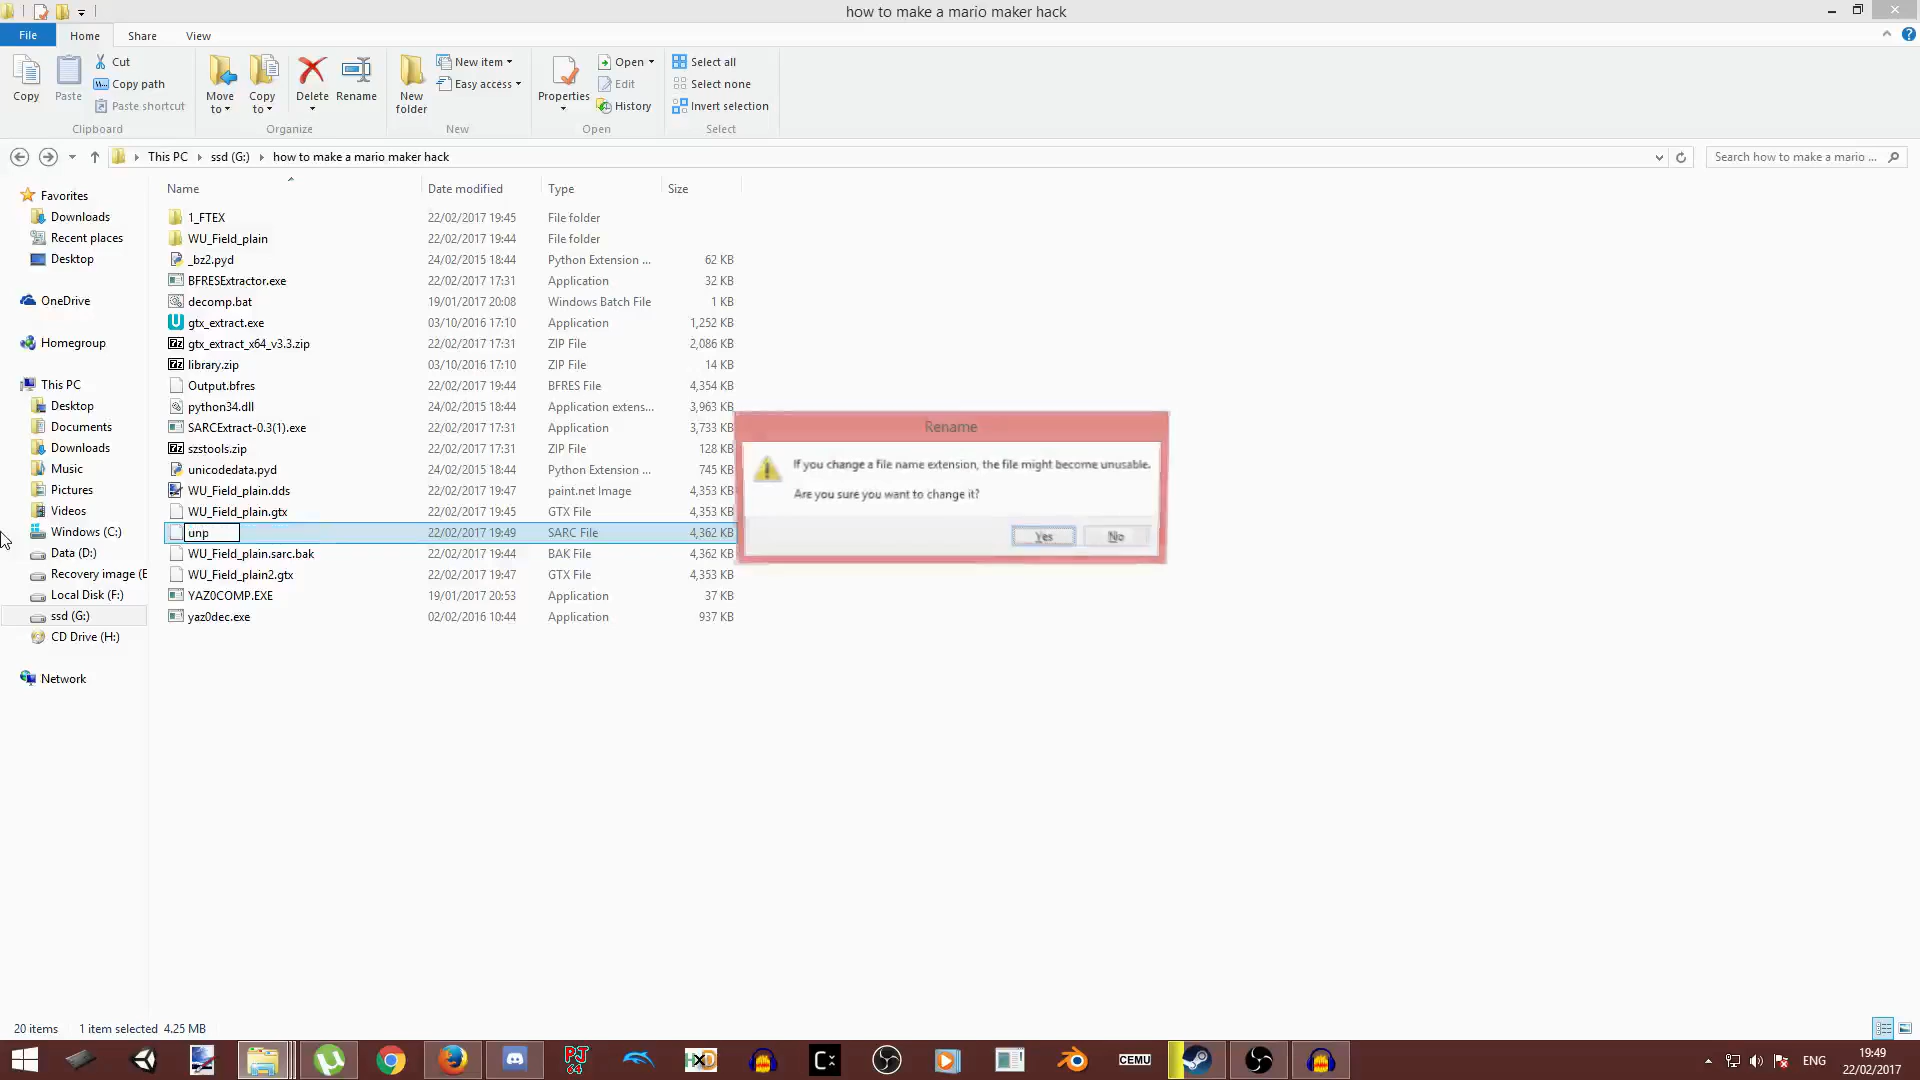 how to make a mario maker hack
File Home Share View
Copy
Paste
Cut
Copy path
Paste shortcut
Clipboard
Move to
Copy to
Delete
Rename
Organize
New folder
New item
Easy access
New
Properties
Open
Edit
History
Open
Select all
Select none
Invert selection
Select
This PC ssd (G:) how to make a mario maker hack
Search how to make a mario ...
Favorites
Downloads
Recent places
Desktop
OneDrive
Homegroup
This PC
Desktop
Documents
Downloads
Music
Pictures
Videos
Windows (C:)
Data (D:)
Recovery image (E
Local Disk (F:)
ssd (G:)
CD Drive (H:)
Network
Name Date modified Type Size
1_FTEX 22/02/2017 19:45 File folder
WU_Field_plain 22/02/2017 19:44 File folder
_bz2.pyd 24/02/2015 18:44 Python Extension ... 62 KB
BFRESExtractor.exe 22/02/2017 17:31 Application 32 KB
decomp.bat 19/01/2017 20:08 Windows Batch File 1 KB
gtx_extract.exe 03/10/2016 17:10 Application 1,252 KB
gtx_extract_x64_v3.3.zip 22/02/2017 17:31 ZIP File 2,086 KB
library.zip 03/10/2016 17:10 ZIP File 14 KB
Output.bfres 22/02/2017 19:44 BFRES File 4,354 KB
python34.dll 24/02/2015 18:44 Application extens... 3,963 KB
SARCExtract-0.3(1).exe 22/02/2017 17:31 Application 3,733 KB
szstools.zip 22/02/2017 17:31 ZIP File 128 KB
unicodedata.pyd 24/02/2015 18:44 Python Extension ... 745 KB
WU_Field_plain.dds 22/02/2017 19:47 paint.net Image 4,353 KB
WU_Field_plain.gtx 22/02/2017 19:45 GTX File 4,353 KB
unp 22/02/2017 19:49 SARC File 4,362 KB
WU_Field_plain.sarc.bak 22/02/2017 19:44 BAK File 4,362 KB
WU_Field_plain2.gtx 22/02/2017 19:47 GTX File 4,353 KB
YAZ0COMP.EXE 19/01/2017 20:53 Application 37 KB
yaz0dec.exe 02/02/2016 10:44 Application 937 KB
Rename
If you change a file name extension, the file might become unusable.
Are you sure you want to change it?
Yes No
20 items 1 item selected 4.25 MB
PJ 64
HXD
CEMU
ENG
19:49
22/02/2017